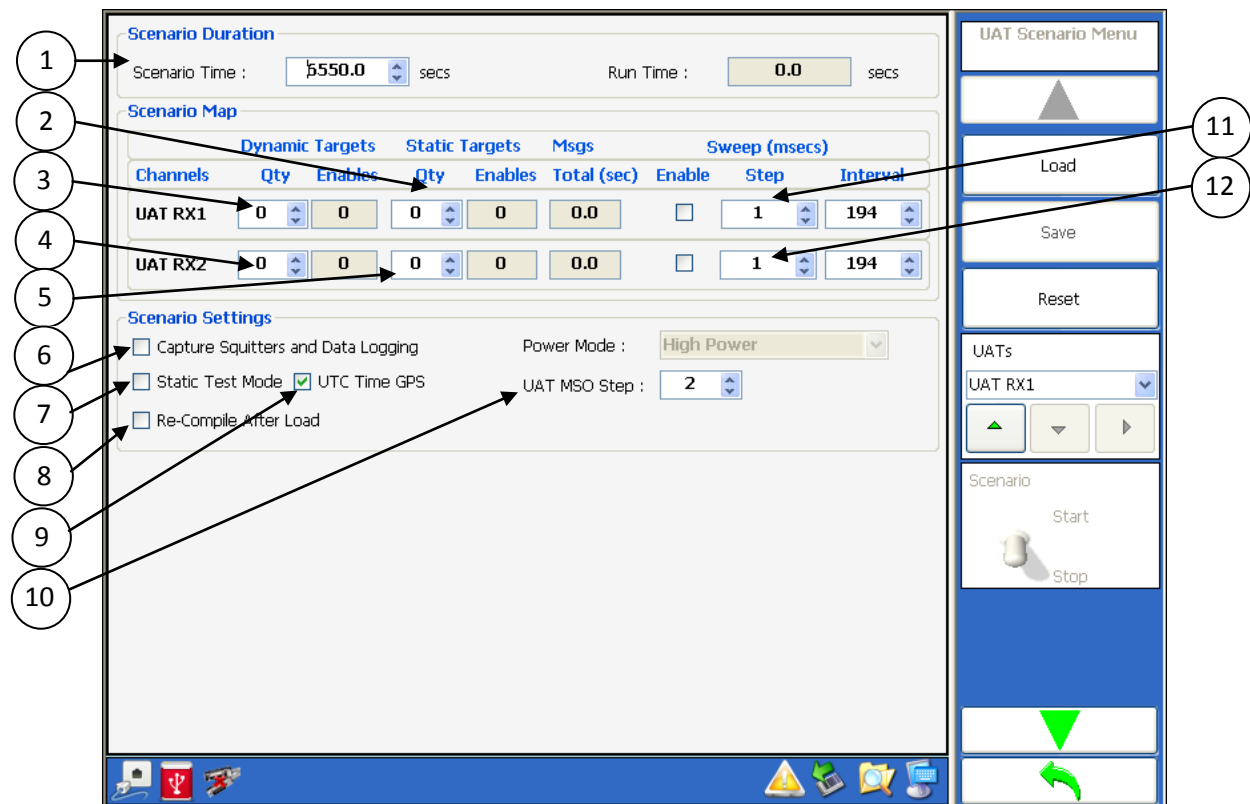 Scenario Duration
Scenario Time : 5550.0 secs Run Time : 0.0 secs
Scenario Map
Dynamic Targets Static Targets Msgs Sweep (msecs)
Channels Qty Enables Qty Enables Total (sec) Enable Step Interval
UAT RX1 0 0 0 0 0.0 1 194
UAT RX2 0 0 0 0 0.0 1 194
Scenario Settings
Capture Squitters and Data Logging Power Mode : High Power
Static Test Mode UTC Time GPS UAT MSO Step : 2
Re-Compile After Load
UAT Scenario Menu
Load
Save
Reset
UATs
UAT RX1
Scenario
Start
Stop
1
2
3
4
5
6
7
8
9
10
11
12